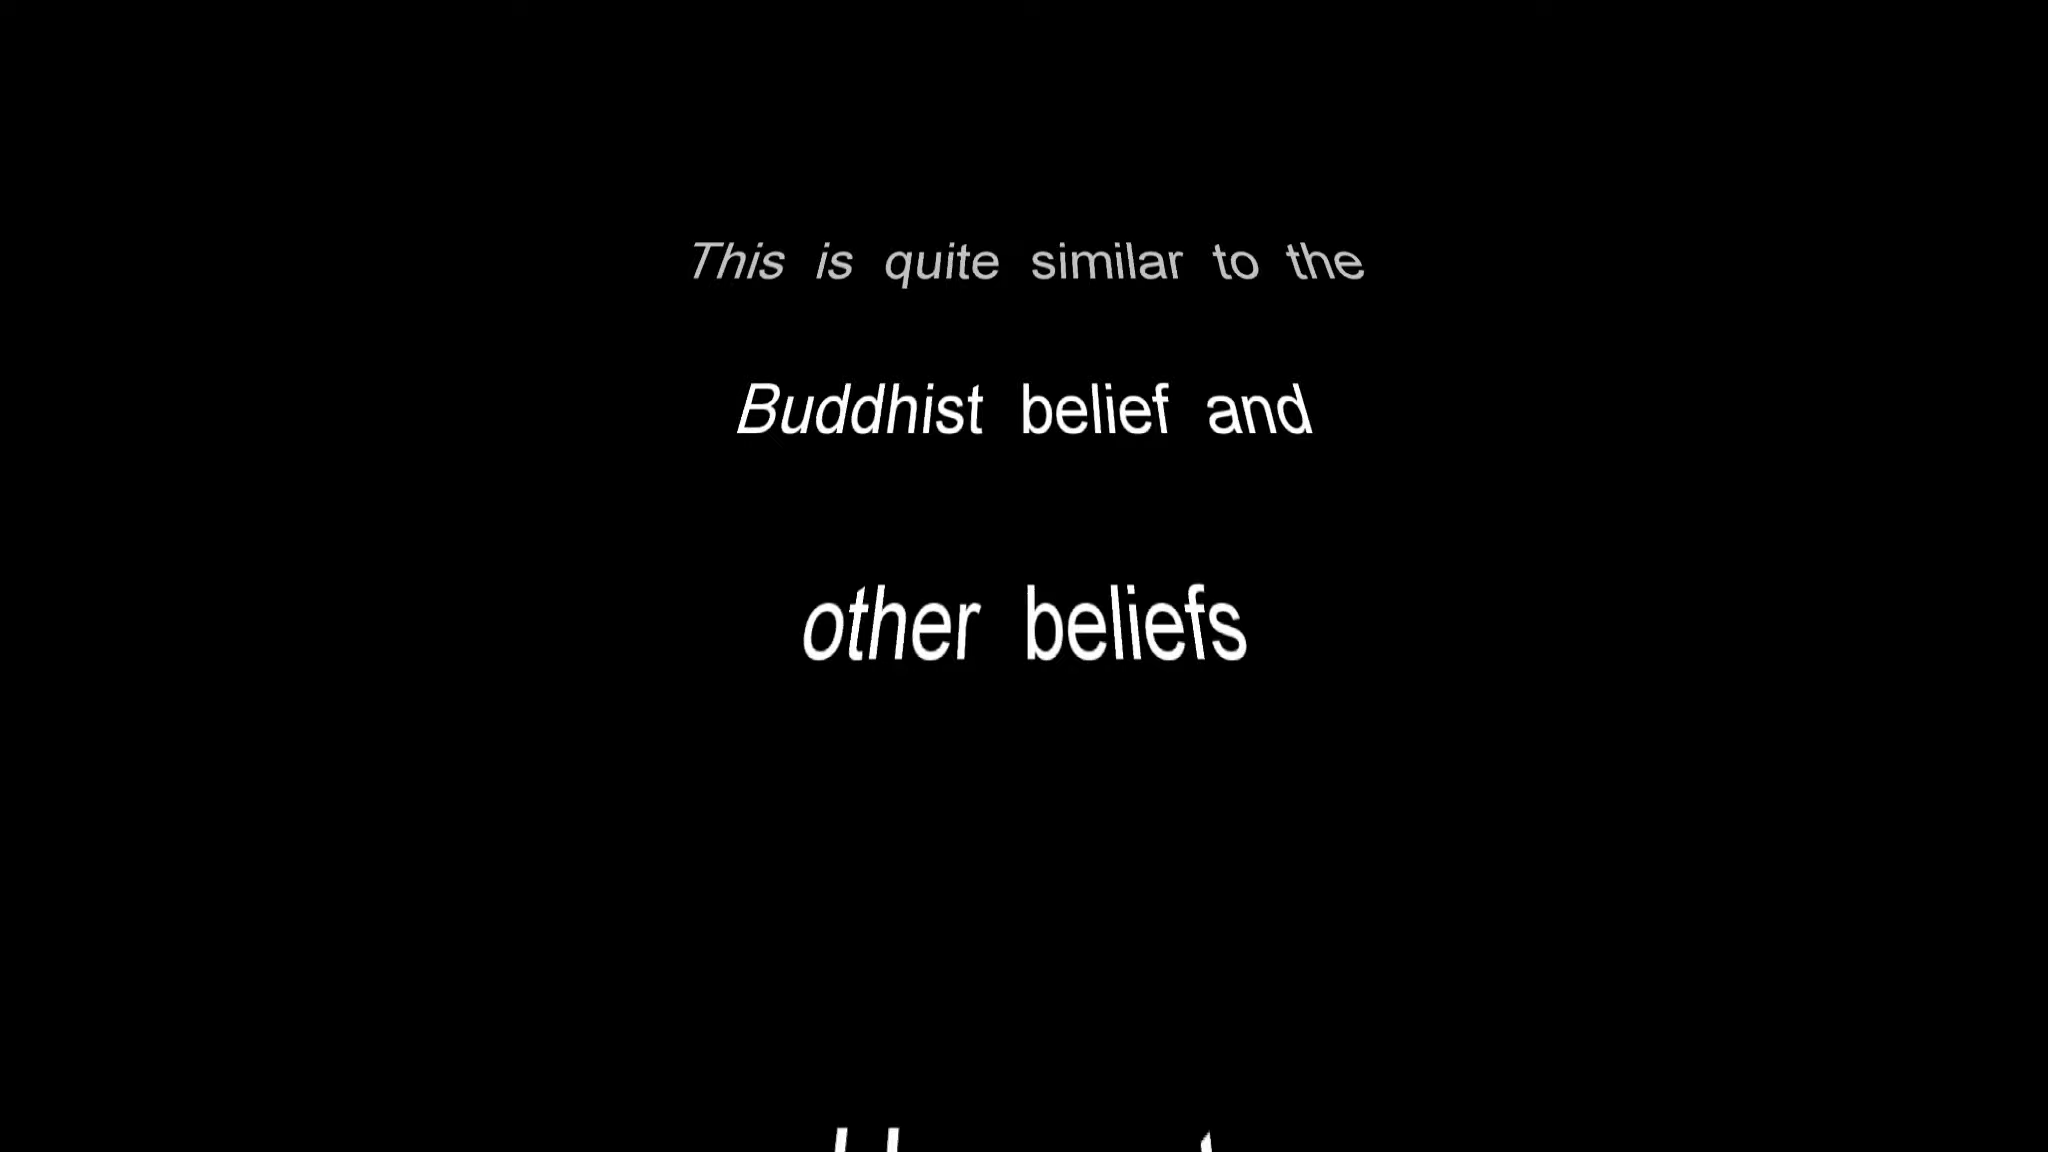 This is quite similar to the
Buddhist belief and
other beliefs